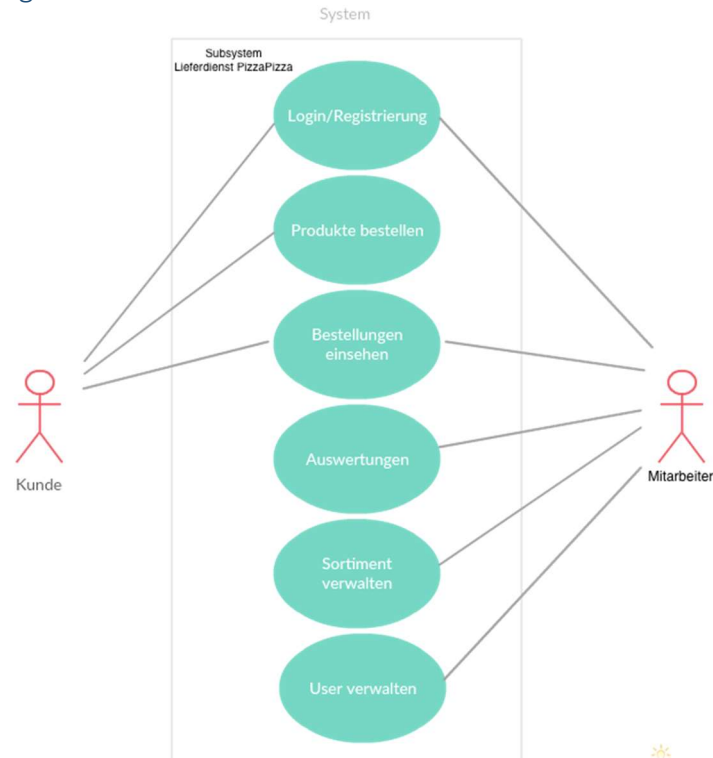 System
Subsystem
Lieferdienst PizzaPizza
Login/Registrierung
Produkte bestellen
Bestellungen
einsehen
Auswertungen
Kunde
Mitarbeiter
Sortiment
verwalten
User verwalten